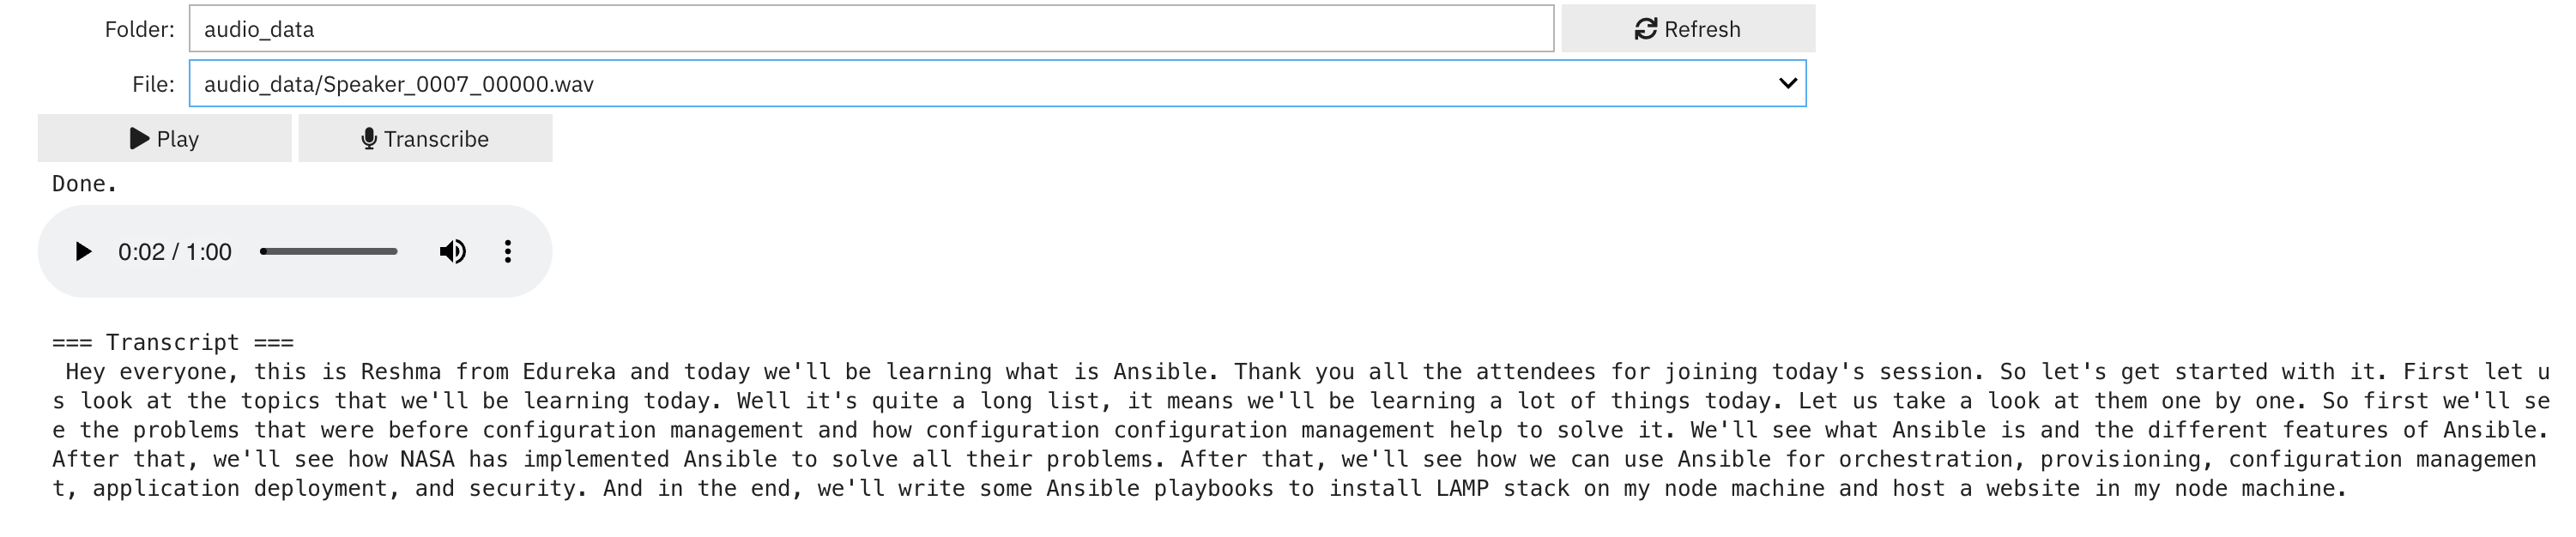 Folder: audio_data Refresh
File: audio_data/Speaker_0007_00000.wav
Play Transcribe
Done.
0:02 / 1:00
=== Transcript ===
Hey everyone, this is Reshma from Edureka and today we'll be learning what is Ansible. Thank you all the attendees for joining today's session. So let's get started with it. First let u
s look at the topics that we'll be learning today. Well it's quite a long list, it means we'll be learning a lot of things today. Let us take a look at them one by one. So first we'll se
e the problems that were before configuration management and how configuration configuration management help to solve it. We'll see what Ansible is and the different features of Ansible.
After that, we'll see how NASA has implemented Ansible to solve all their problems. After that, we'll see how we can use Ansible for orchestration, provisioning, configuration managemen
t, application deployment, and security. And in the end, we'll write some Ansible playbooks to install LAMP stack on my node machine and host a website in my node machine.